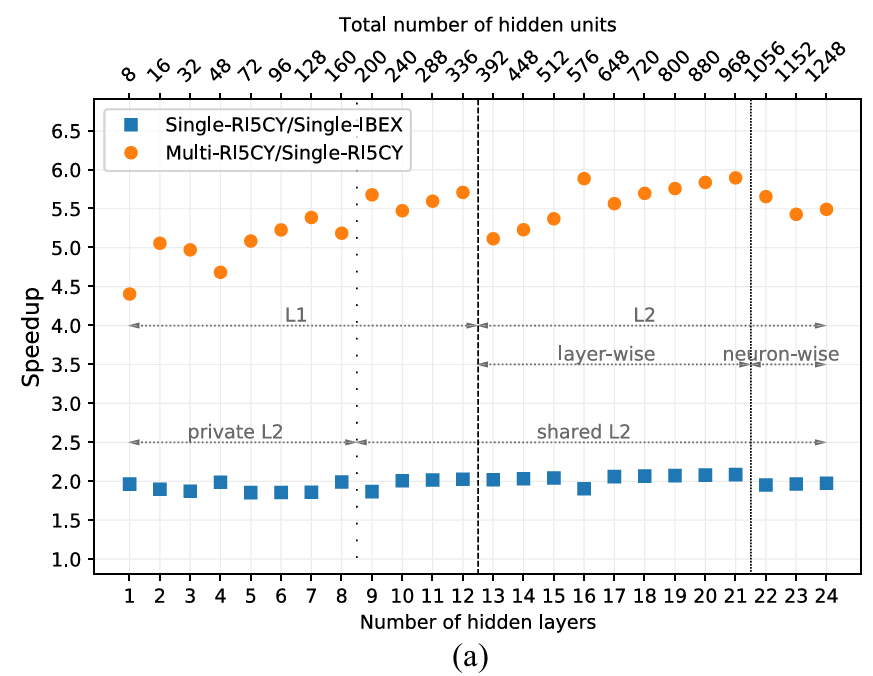 Total number of hidden units
8 16 32 48 72 96 128 160 200 240 288 336 392 448 512 576 648 720 800 880 968 1056 1152 1248
Single-RI5CY/Single-IBEX
Multi-RI5CY/Single-RI5CY
Speedup
6.5
6.0
5.5
5.0
4.5
L1 L2
4.0
layer-wise neuron-wise
3.5
3.0
private L2 shared L2
2.5
2.0
1.5
1.0
1 2 3 4 5 6 7 8 9 10 11 12 13 14 15 16 17 18 19 20 21 22 23 24
Number of hidden layers
(a)